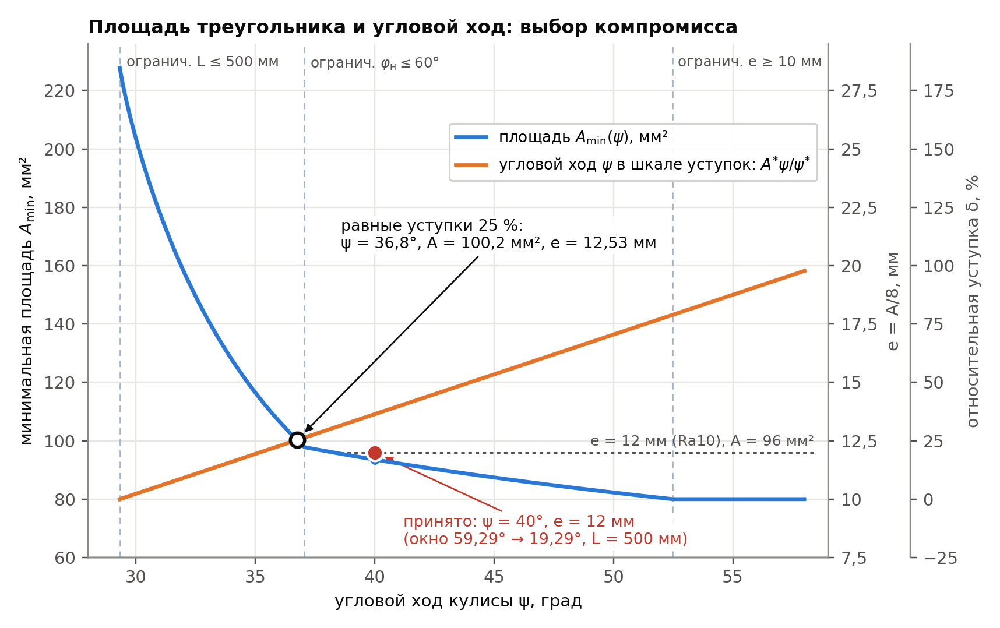 Площадь треугольника и угловой ход: выбор компромисса
огранич. L ≤ 500 мм
огранич. φн ≤ 60°
огранич. e ≥ 10 мм
площадь Amin(ψ), мм²
угловой ход ψ в шкале уступок: A*ψ/ψ*
равные уступки 25 %:
ψ = 36,8°, A = 100,2 мм², e = 12,53 мм
e = 12 мм (Ra10), A = 96 мм²
принято: ψ = 40°, e = 12 мм
(окно 59,29° → 19,29°, L = 500 мм)
минимальная площадь Amin, мм²
220
200
180
160
140
120
100
80
60
30
35
40
45
50
55
угловой ход кулисы ψ, град
27,5
25
22,5
20
17,5
15
12,5
10
7,5
e = A/8, мм
175
150
125
100
75
50
25
0
−25
относительная уступка δ, %